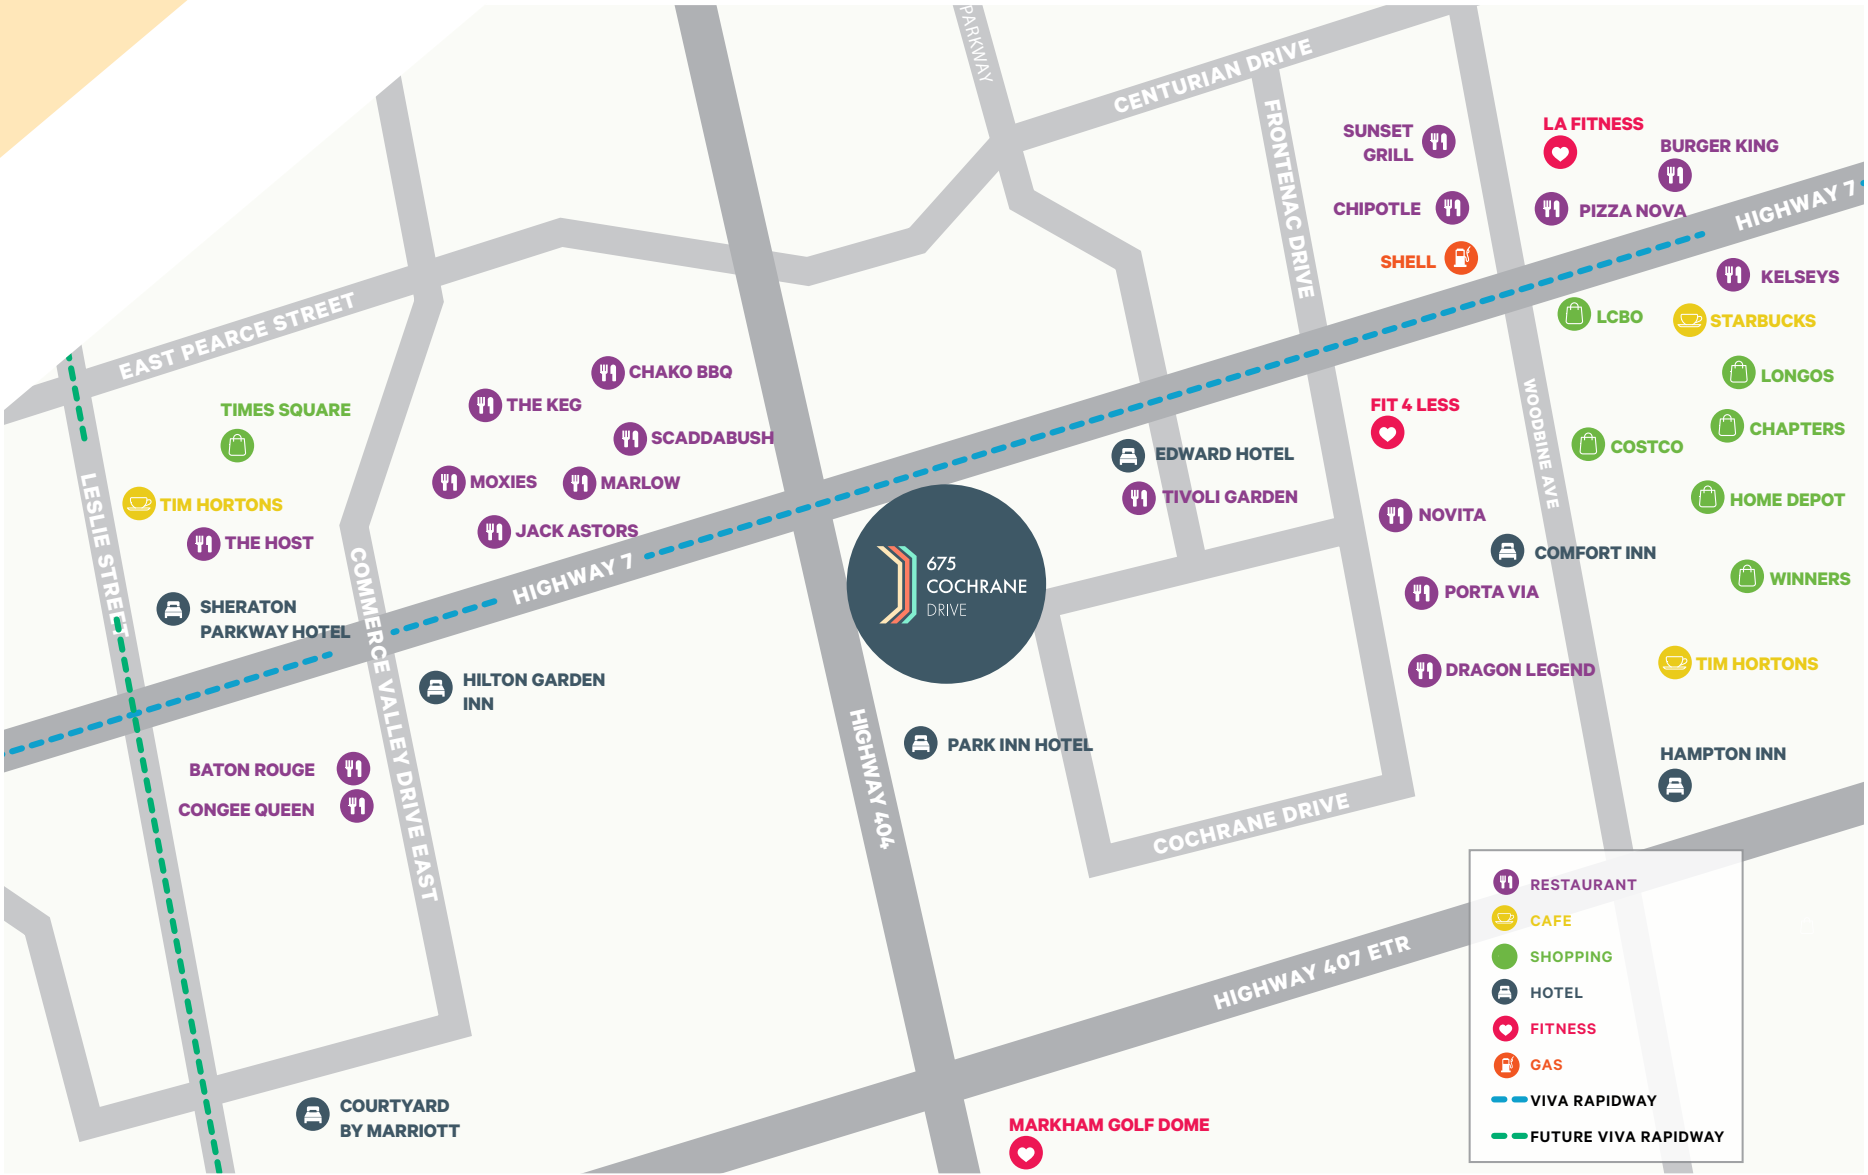 PARKWAY
CENTURIAN DRIVE
FRONTENAC DRIVE
SUNSET
GRILL
LA FITNESS
BURGER KING
CHIPOTLE
PIZZA NOVA
HIGHWAY 7
SHELL
KELSEYS
LCBO
STARBUCKS
EAST PEARCE STREET
CHAKO BBQ
THE KEG
TIMES SQUARE
SCADDABUSH
MOXIES
MARLOW
JACK ASTORS
TIM HORTONS
THE HOST
LESLIE STREET
SHERATON
PARKWAY HOTEL
COMMERCE VALLEY DRIVE EAST
HIGHWAY 7
HILTON GARDEN
INN
BATON ROUGE
CONGEE QUEEN
COURTYARD
BY MARRIOTT
675
COCHRANE
DRIVE
EDWARD HOTEL
TIVOLI GARDEN
FIT 4 LESS
WOODBINE AVE
LONGOS
CHAPTERS
COSTCO
HOME DEPOT
NOVITA
COMFORT INN
WINNERS
PORTA VIA
DRAGON LEGEND
TIM HORTONS
HIGHWAY 404
PARK INN HOTEL
COCHRANE DRIVE
HAMPTON INN
HIGHWAY 407 ETR
MARKHAM GOLF DOME
RESTAURANT
CAFE
SHOPPING
HOTEL
FITNESS
GAS
VIVA RAPIDWAY
FUTURE VIVA RAPIDWAY